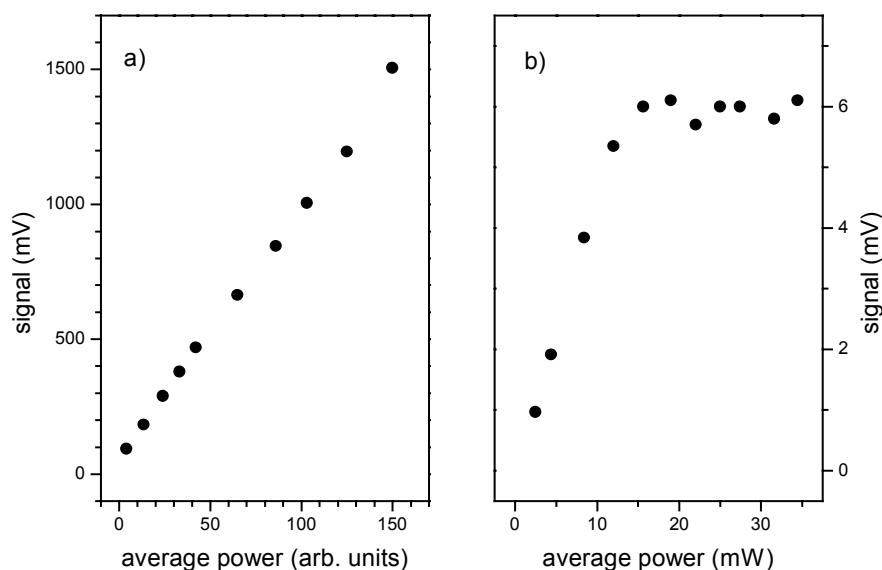 a)
1500
1000
500
0
signal (mV)
0 50 100 150
average power (arb. units)
b)
6
4
2
0
signal (mV)
0 10 20 30
average power (mW)